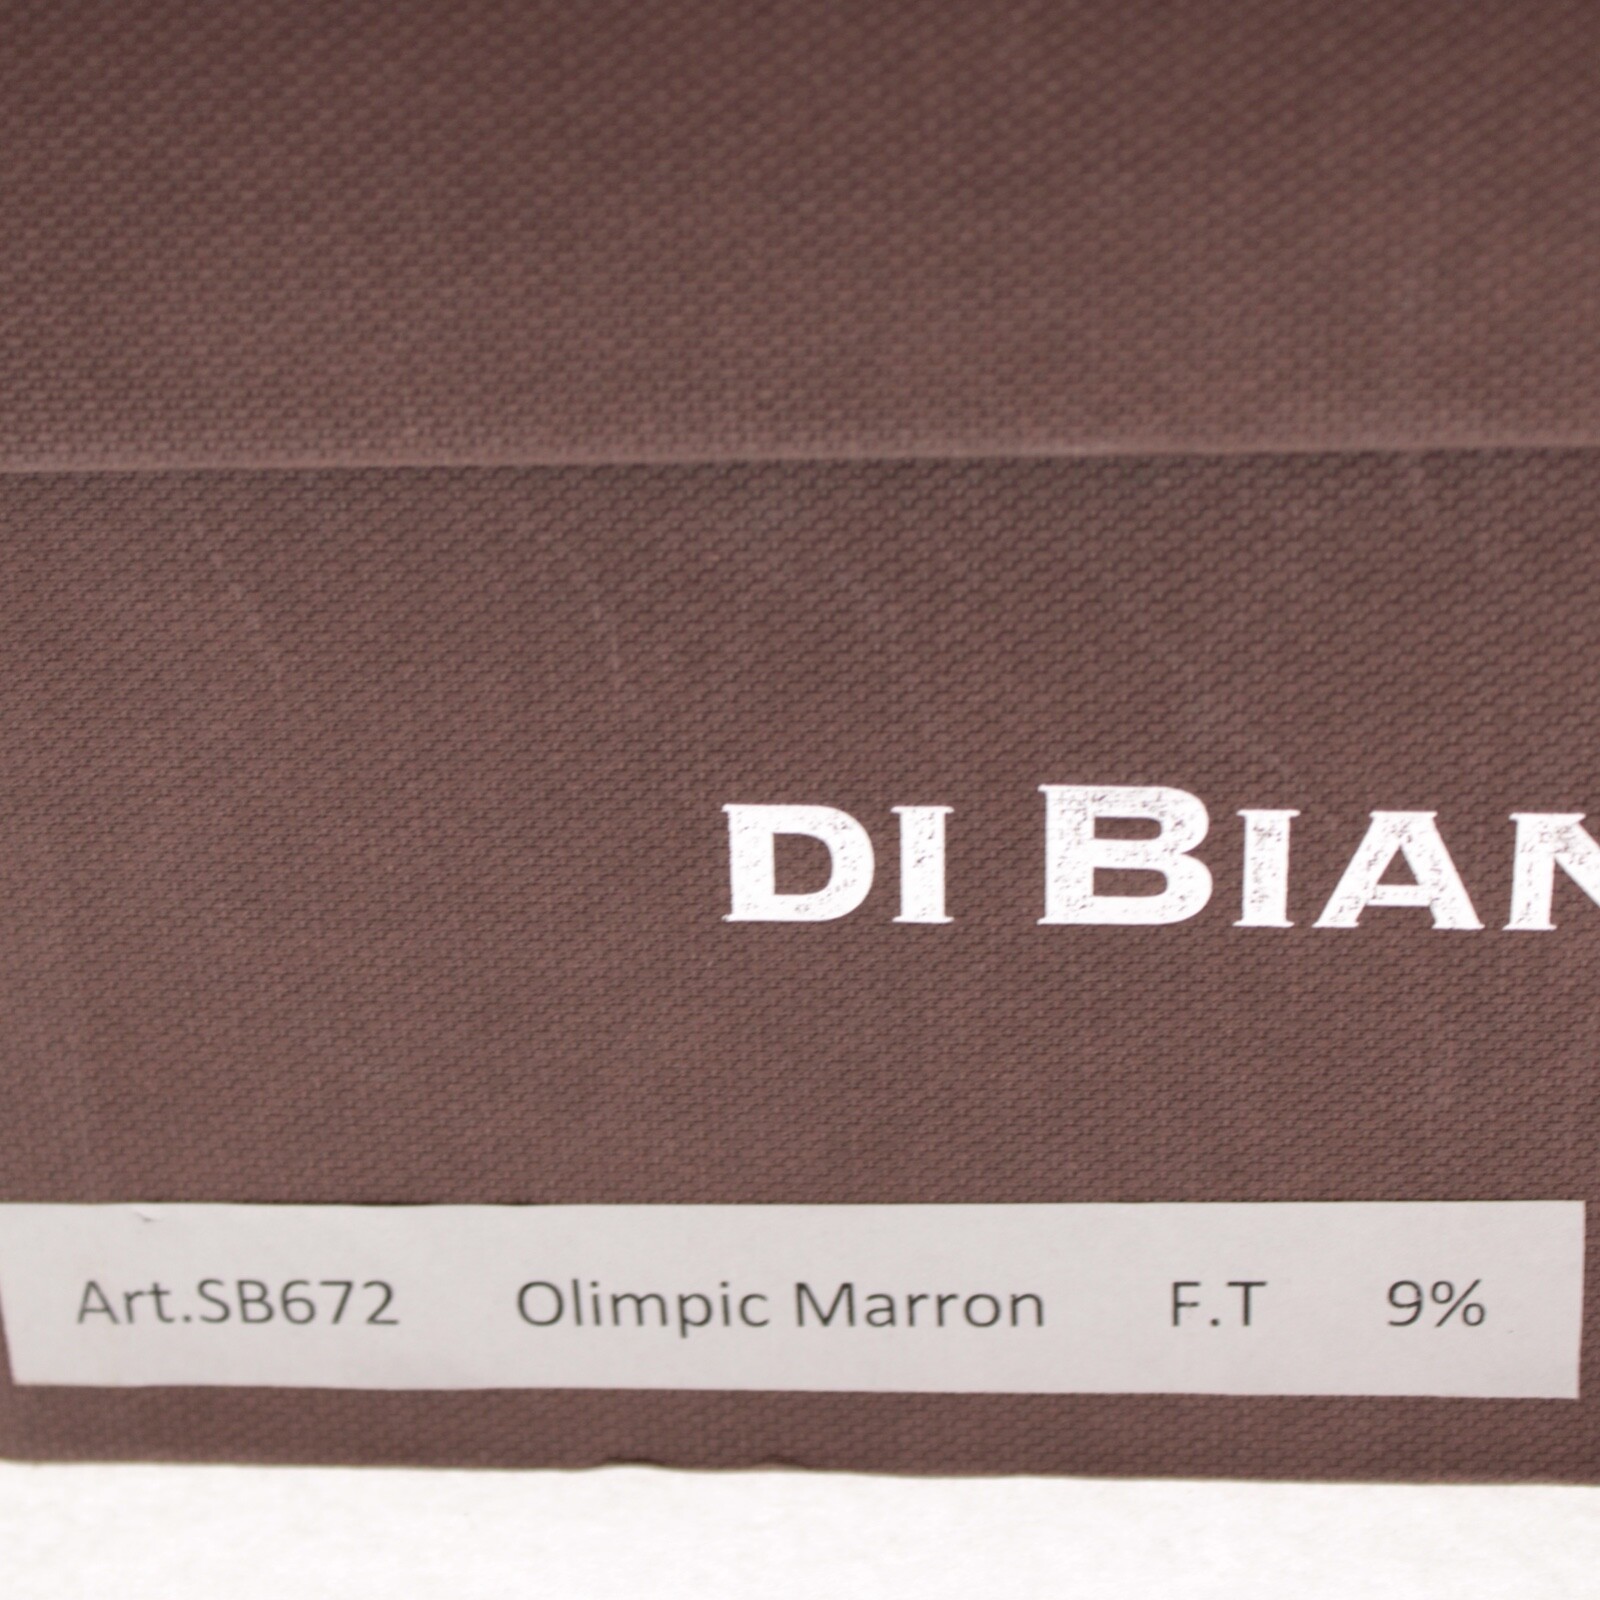 DI BIAN
Art.SB672 Olimpic Marron F.T 9%